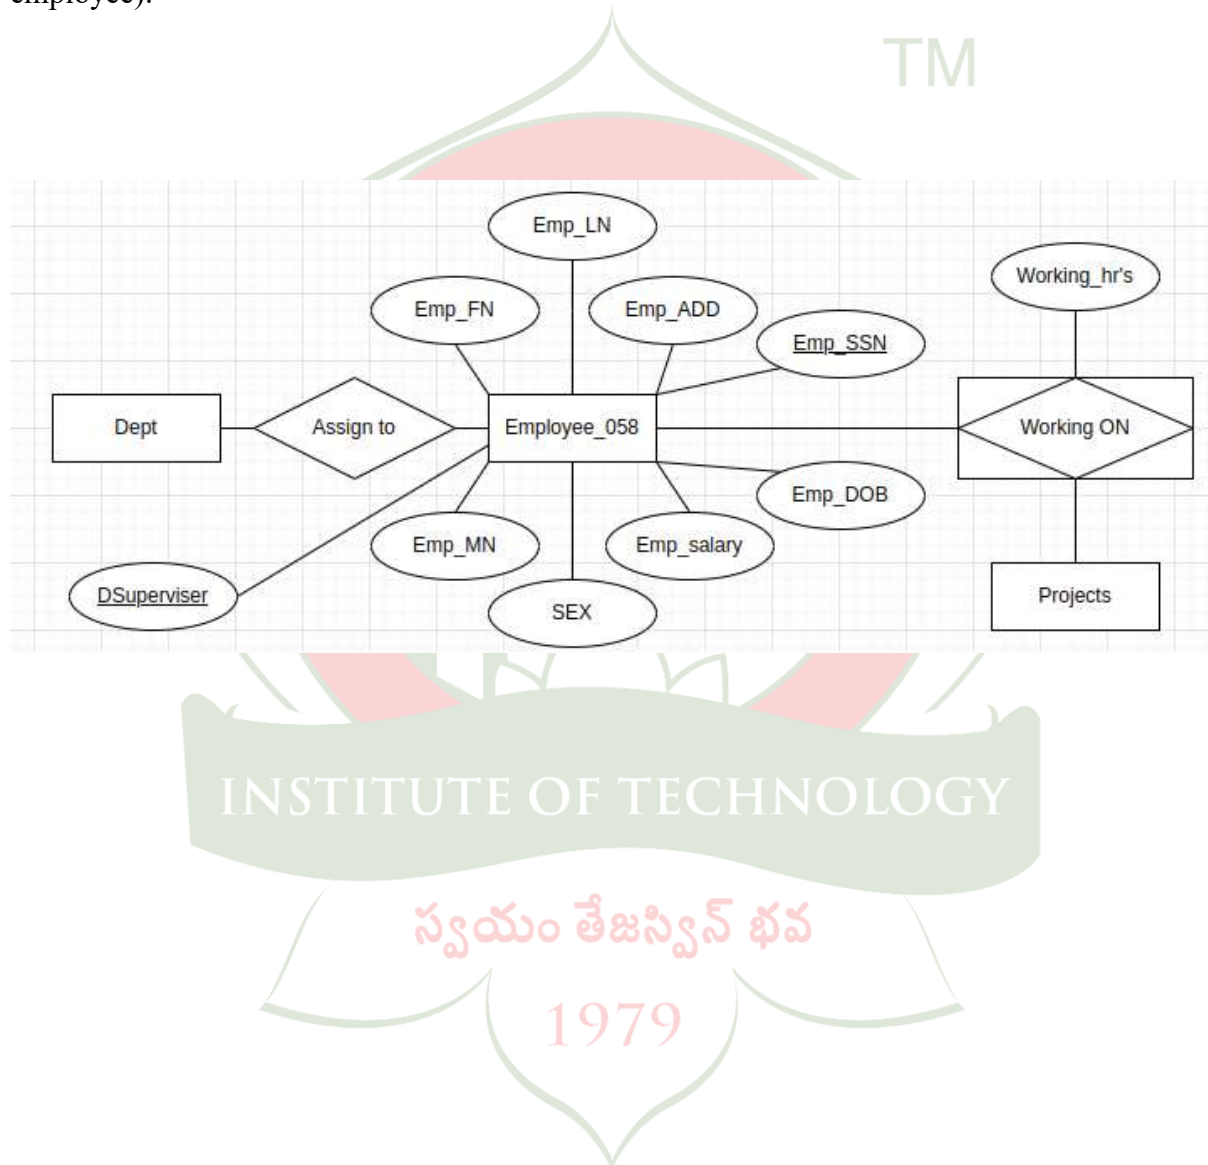 employee).
TM
Emp_LN
Emp_FN
Emp_ADD
Working_hr's
Emp_SSN
Dept
Assign to
Employee_058
Working ON
Emp_DOB
Emp_MN
Emp_salary
DSuperviser
SEX
Projects
INSTITUTE OF TECHNOLOGY
స్వయం తేజస్విన్ భవ
1979